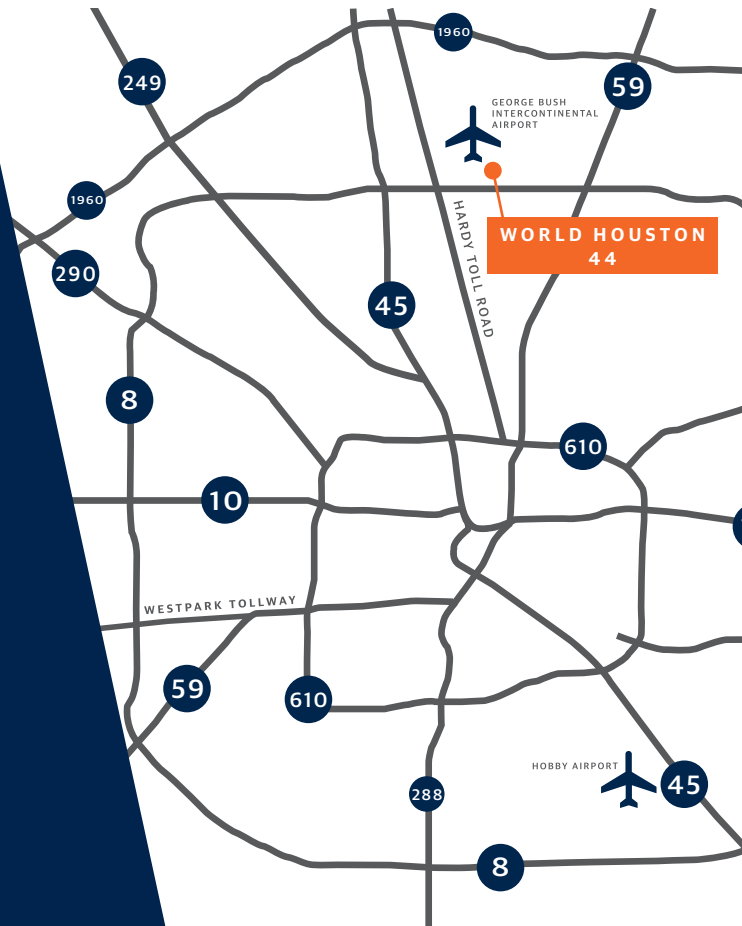 1960
249
59
GEORGE BUSH
INTERCONTINENTAL
AIRPORT
1960
HARDY TOLL ROAD
WORLD HOUSTON
44
290
45
8
610
10
WESTPARK TOLLWAY
59
610
HOBBY AIRPORT
45
288
8